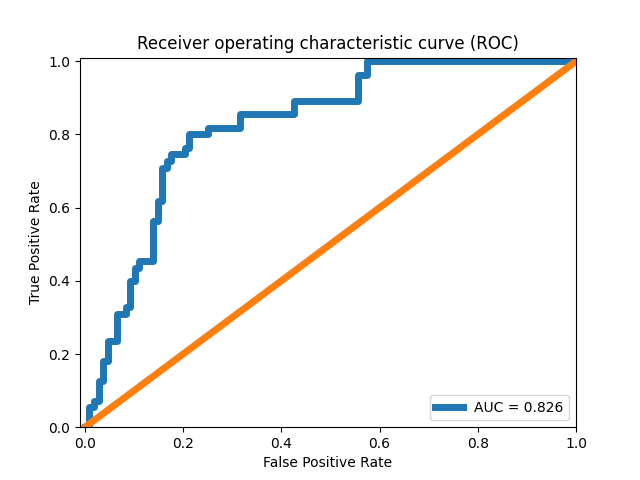 Receiver operating characteristic curve (ROC)
1.0
0.8
0.6
0.4
0.2
0.0
True Positive Rate
AUC = 0.826
0.0 0.2 0.4 0.6 0.8 1.0
False Positive Rate